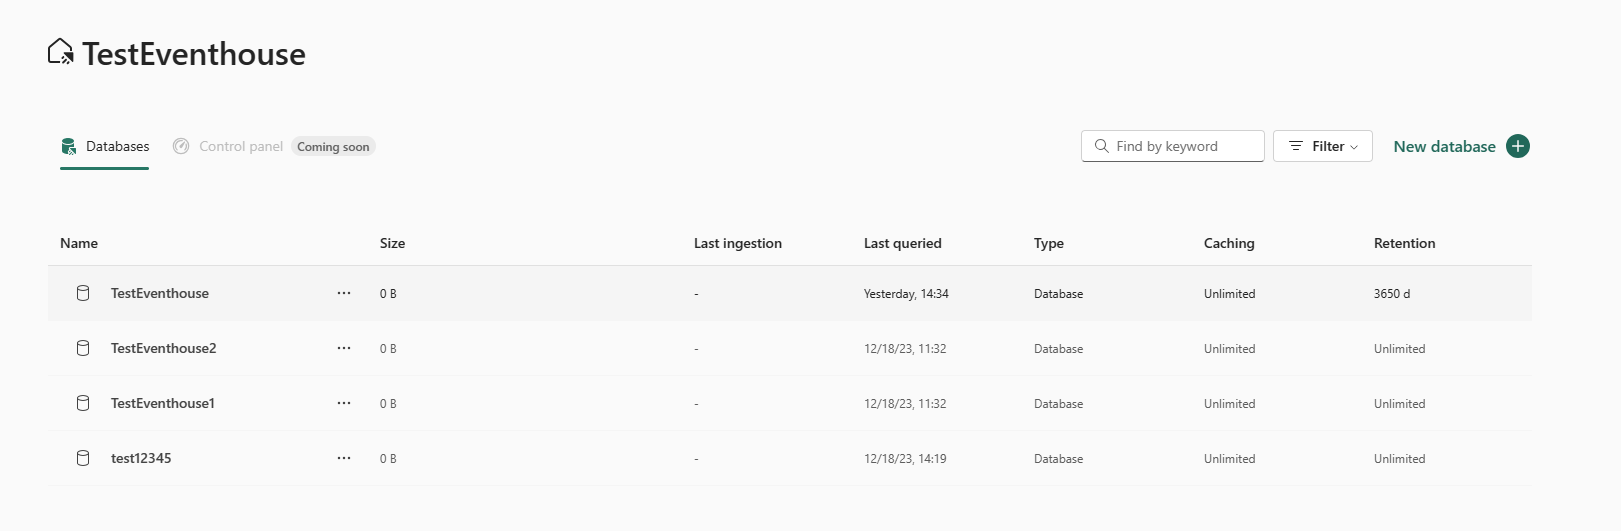 TestEventhouse
Databases Control panel Coming soon Find by keyword Filter New database
Name Size Last ingestion Last queried Type Caching Retention
TestEventhouse ... 0 B - Yesterday, 14:34 Database Unlimited 3650 d
TestEventhouse2 ... 0 B - 12/18/23, 11:32 Database Unlimited Unlimited
TestEventhouse1 ... 0 B - 12/18/23, 11:32 Database Unlimited Unlimited
test12345 ... 0 B - 12/18/23, 14:19 Database Unlimited Unlimited